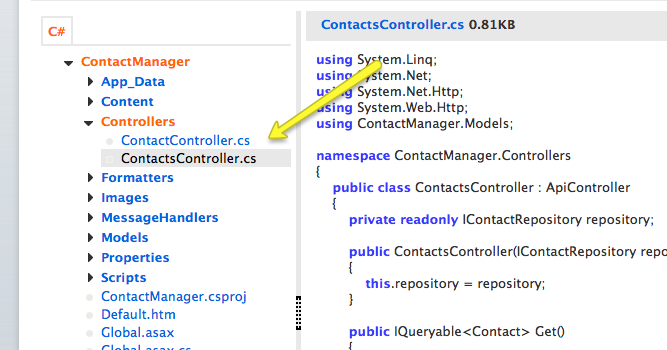 C#
ContactManager
App_Data
Content
Controllers
ContactController.cs
ContactsController.cs
Formatters
Images
MessageHandlers
Models
Properties
Scripts
ContactManager.csproj
Default.htm
Global.asax
Global.asax.cs
ContactsController.cs 0.81KB
using System.Linq;
using System.Net;
using System.Net.Http;
using System.Web.Http;
using ContactManager.Models;
namespace ContactManager.Controllers
{
public class ContactsController : ApiController
{
private readonly IContactRepository repository;
public ContactsController(IContactRepository repo
{
this.repository = repository;
}
public IQueryable<Contact> Get()
{